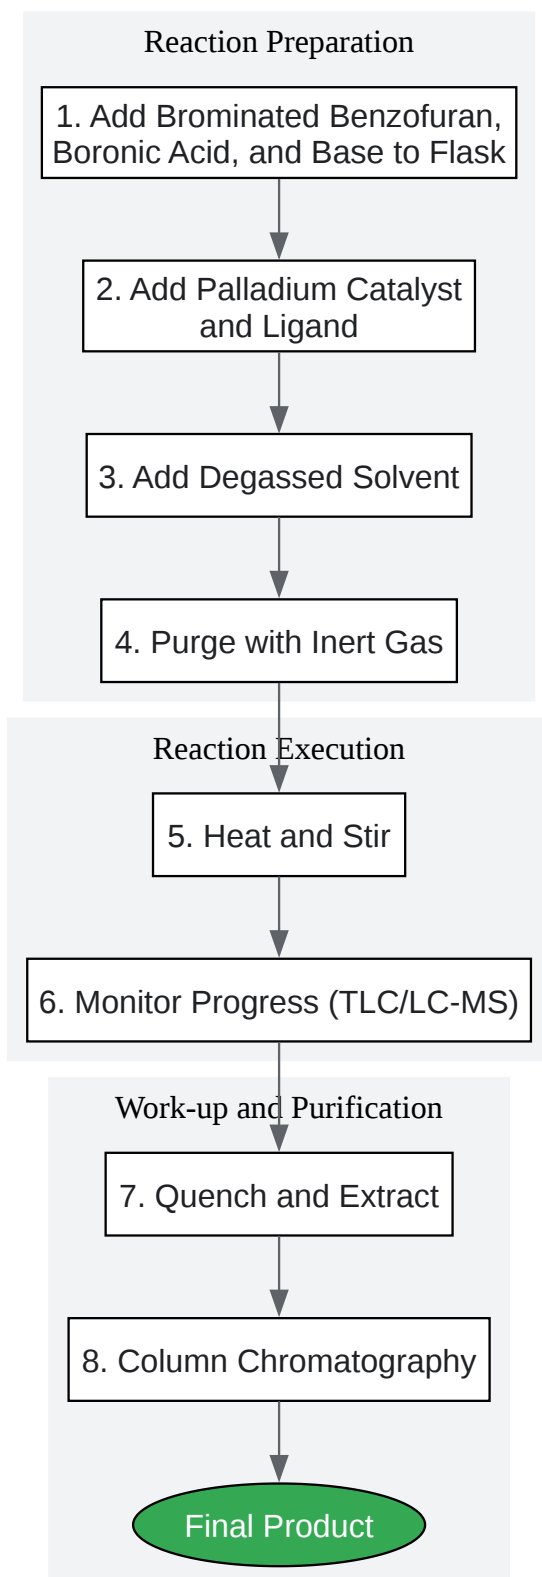 Reaction Preparation
1. Add Brominated Benzofuran,
Boronic Acid, and Base to Flask
2. Add Palladium Catalyst
and Ligand
3. Add Degassed Solvent
4. Purge with Inert Gas
Reaction Execution
5. Heat and Stir
6. Monitor Progress (TLC/LC-MS)
Work-up and Purification
7. Quench and Extract
8. Column Chromatography
Final Product